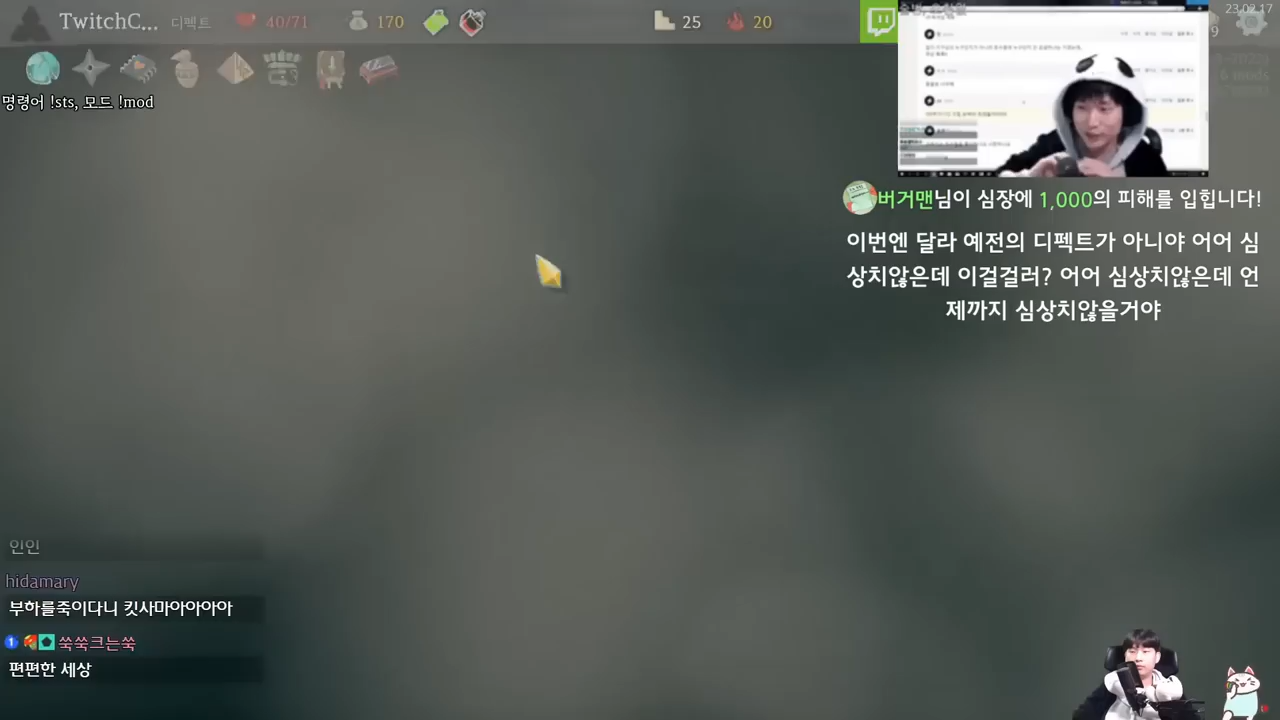 TwitchC... 디펙트 40/71 170 25 20
23.02.17
9
6 mods
명령어 !sts, 모드 !mod
버거맨님이 심장에 1,000의 피해를 입힙니다!
이번엔 달라 예전의 디펙트가 아니야 어어 심
상치않은데 이걸걸러? 어어 심상치않은데 언
제까지 심상치않을거야
인인
hidamary
부하를죽이다니 킷사마아아아아
쑥쑥크는쑥
편편한 세상